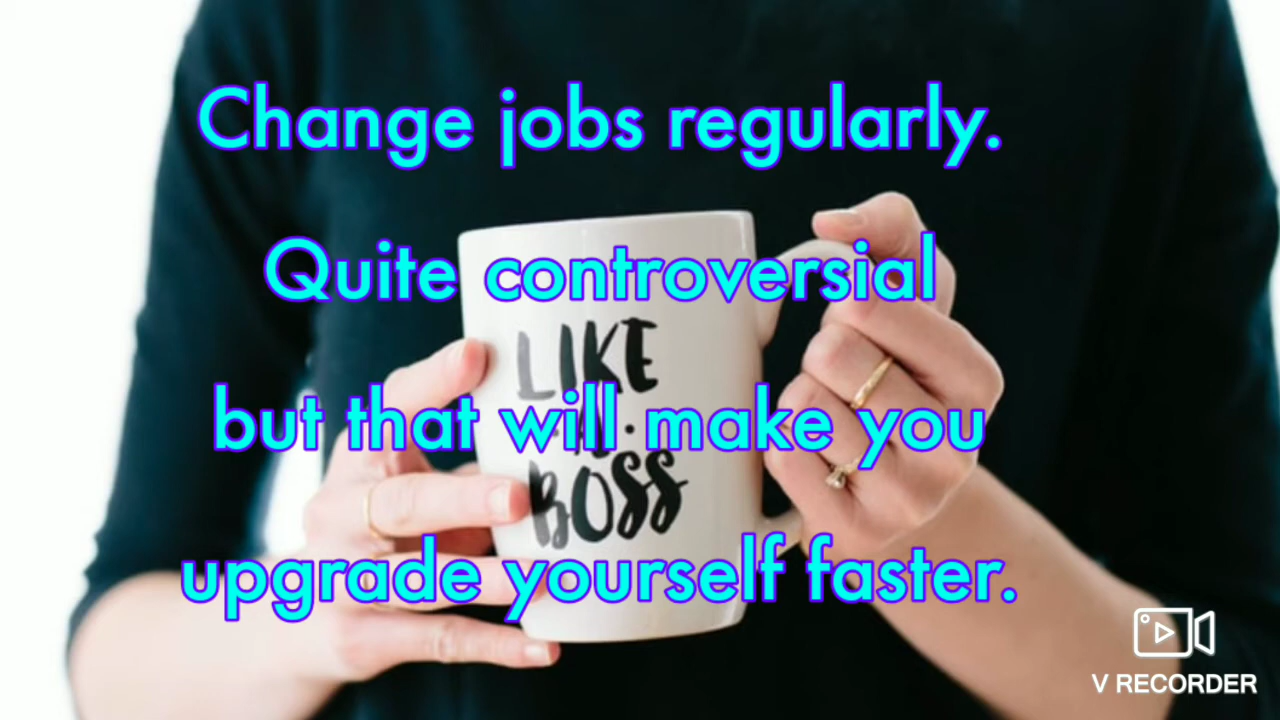 Change jobs regularly.
Quite controversial
LIKE
but that will make you
A
BOSS
upgrade yourself faster.
V RECORDER